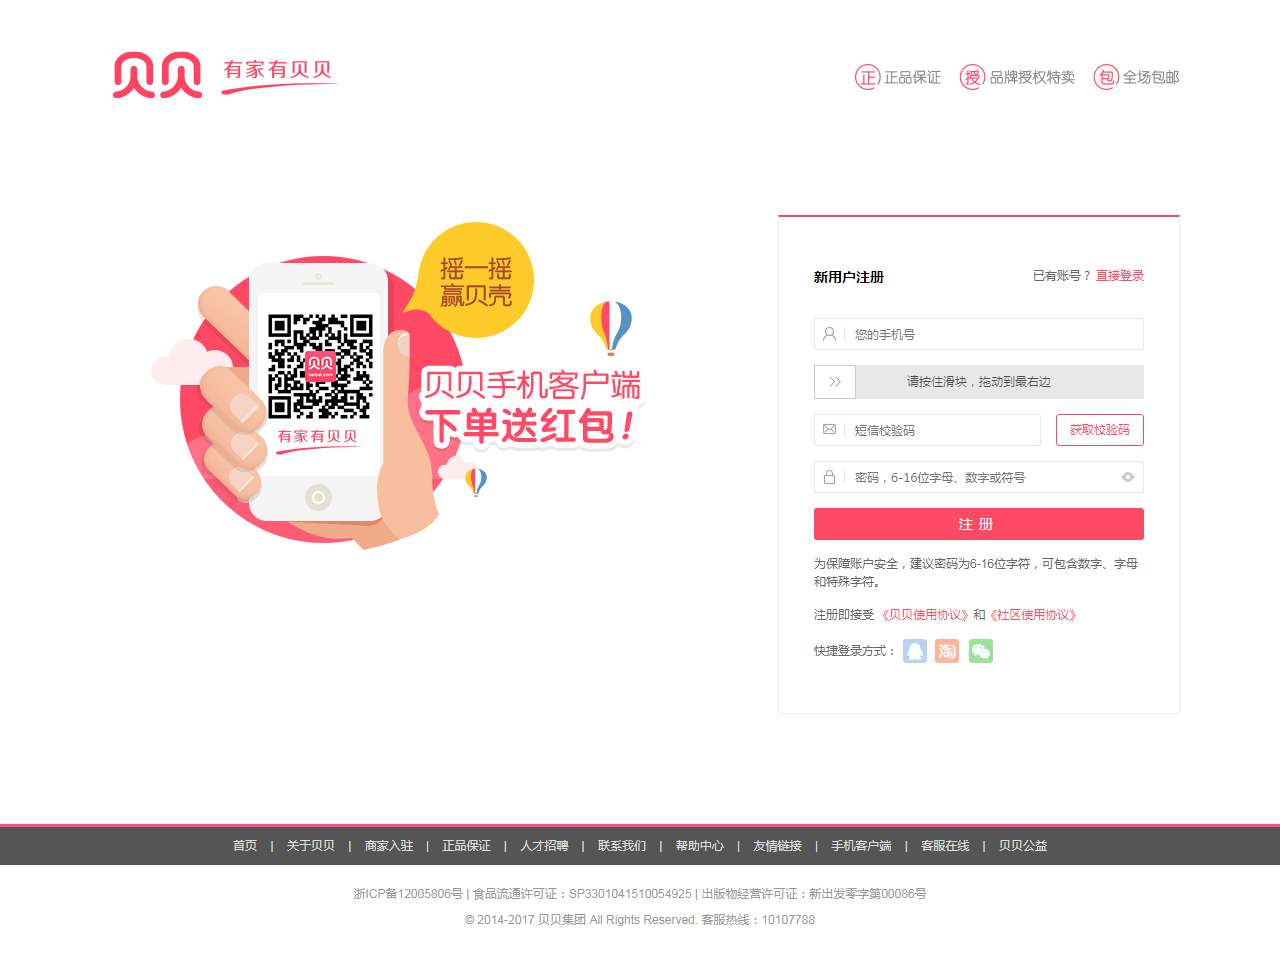 贝贝 有家有贝贝
正 正品保证 授 品牌授权特卖 包 全场包邮
摇一摇
赢贝壳
贝贝
beibei.com
有家有贝贝
贝贝手机客户端
下单送红包!
新用户注册 已有账号？ 直接登录
您的手机号
>> 请按住滑块，拖动到最右边
短信校验码 获取校验码
密码，6-16位字母、数字或符号
注 册
为保障账户安全，建议密码为6-16位字符，可包含数字、字母
和特殊字符。
注册即接受 《贝贝使用协议》和《社区使用协议》
快捷登录方式： 淘
首页 | 关于贝贝 | 商家入驻 | 正品保证 | 人才招聘 | 联系我们 | 帮助中心 | 友情链接 | 手机客户端 | 客服在线 | 贝贝公益
浙ICP备12005806号 | 食品流通许可证：SP3301041510054925 | 出版物经营许可证：新出发零字第00086号
© 2014-2017 贝贝集团 All Rights Reserved. 客服热线：10107788